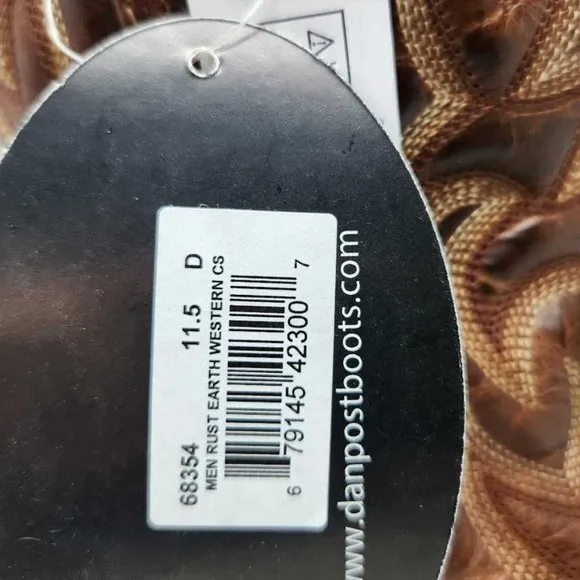 68354 11.5 D
MEN RUST EARTH WESTERN CS
6 79145 42300 7
www.danpostboots.com